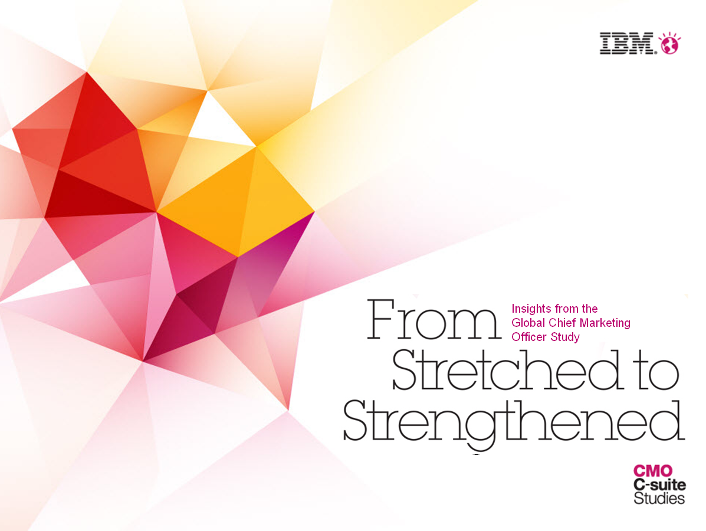 IBM®
From
Insights from the
Global Chief Marketing
Officer Study
Stretched to
Strengthened
CMO
C-suite
Studies